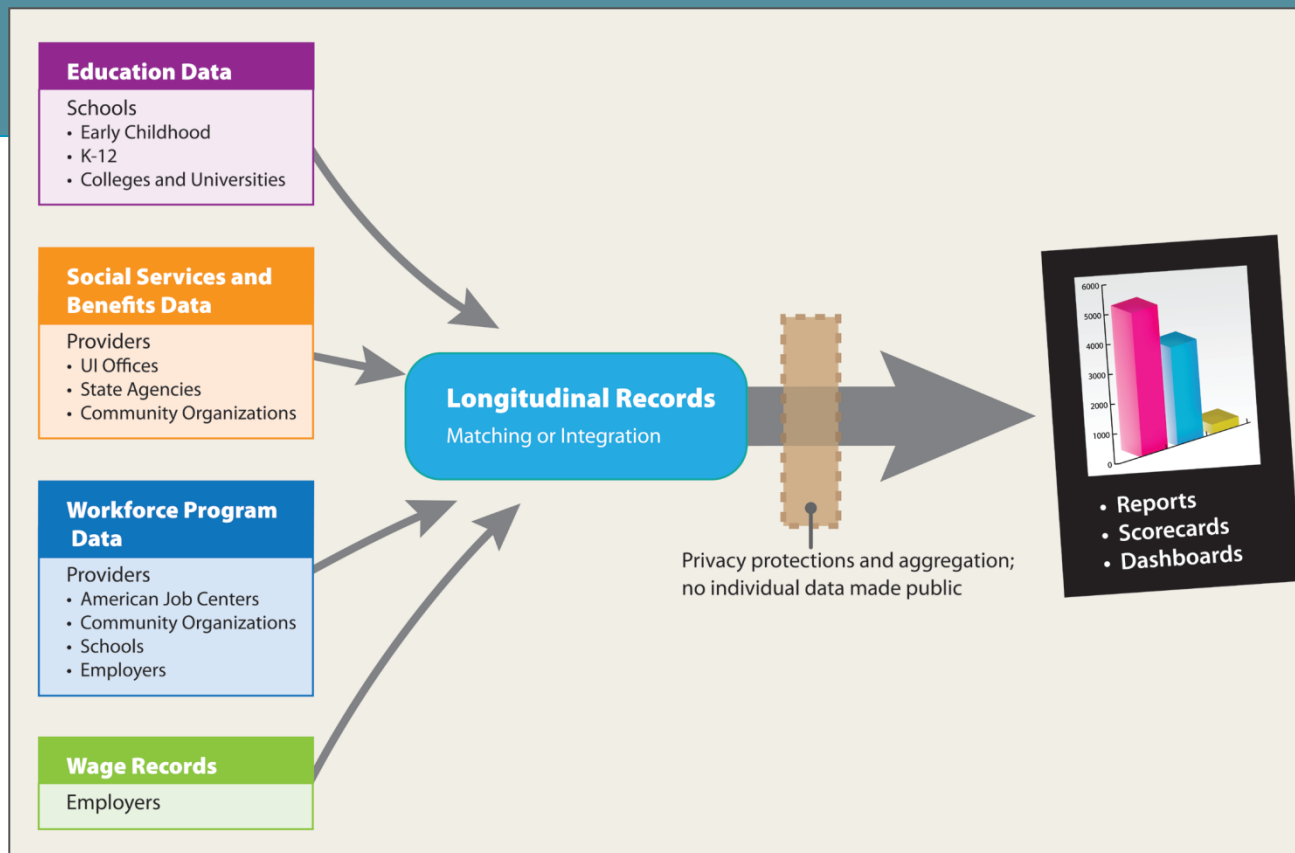 Education Data
Schools
• Early Childhood
• K-12
• Colleges and Universities
Social Services and
Benefits Data
Providers
• UI Offices
• State Agencies
• Community Organizations
Workforce Program
Data
Providers
• American Job Centers
• Community Organizations
• Schools
• Employers
Wage Records
Employers
Longitudinal Records
Matching or Integration
Privacy protections and aggregation;
no individual data made public
6000
5000
4000
3000
2000
1000
0
• Reports
• Scorecards
• Dashboards